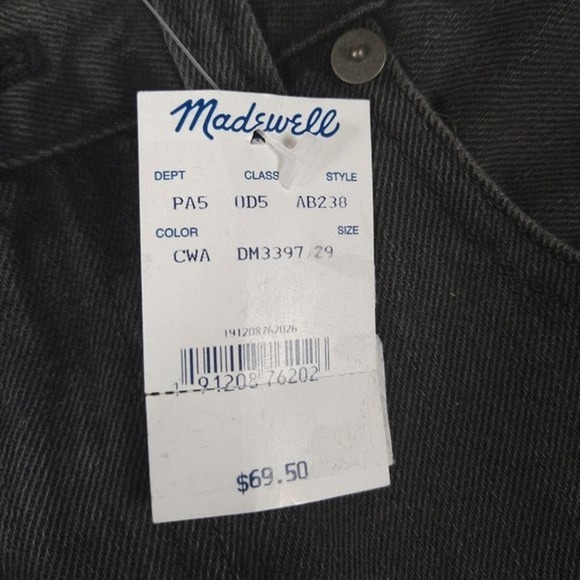 Madewell
DEPT CLASS STYLE
PA5 0D5 AB238
COLOR SIZE
CWA DM3397 29
191208762026
1 91208 76202
$69.50